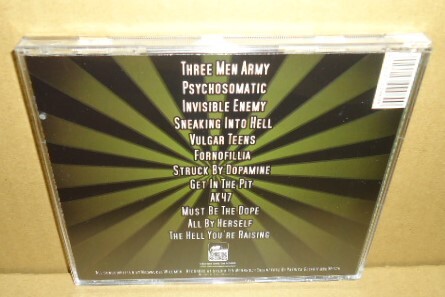 Three Men Army
Psychosomatic
Invisible Enemy
Sneaking Into Hell
Vulgar Teens
Fornofillia
Struck By Dopamine
Get In The Pit
AK47
Must Be The Dope
All By Herself
The Hell You're Raising